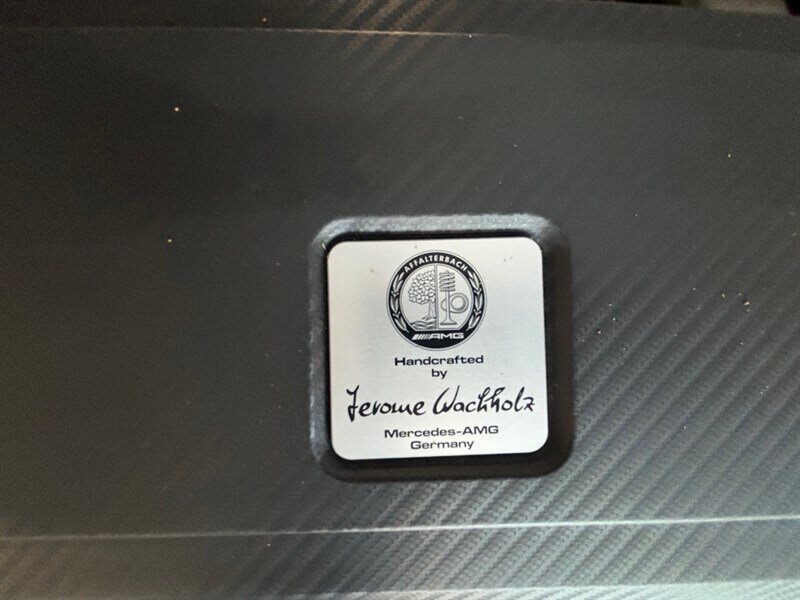 AFFALTERBACH
AMG
Handcrafted
by
Jerome Wachholz
Mercedes-AMG
Germany